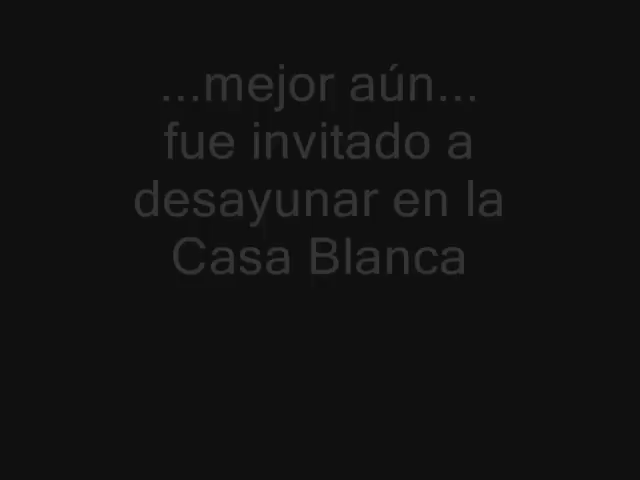 ...mejor aún...
fue invitado a
desayunar en la
Casa Blanca